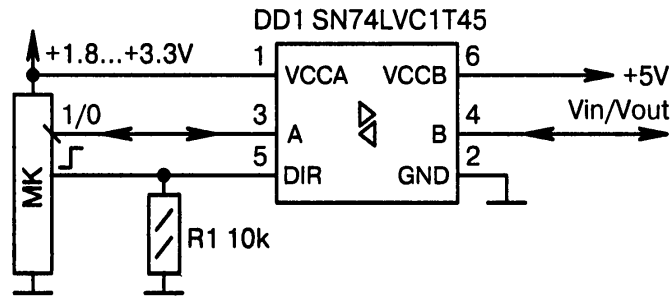 DD1 SN74LVC1T45
+1.8...+3.3V
1
VCCA
VCCB
6
+5V
1/0
3
A
B
4
Vin/Vout
5
DIR
GND
2
MK
R1 10k